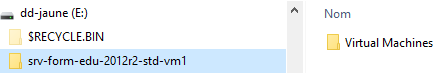 dd-jaune (E:)
$RECYCLE.BIN
srv-form-edu-2012r2-std-vm1
Nom
Virtual Machines